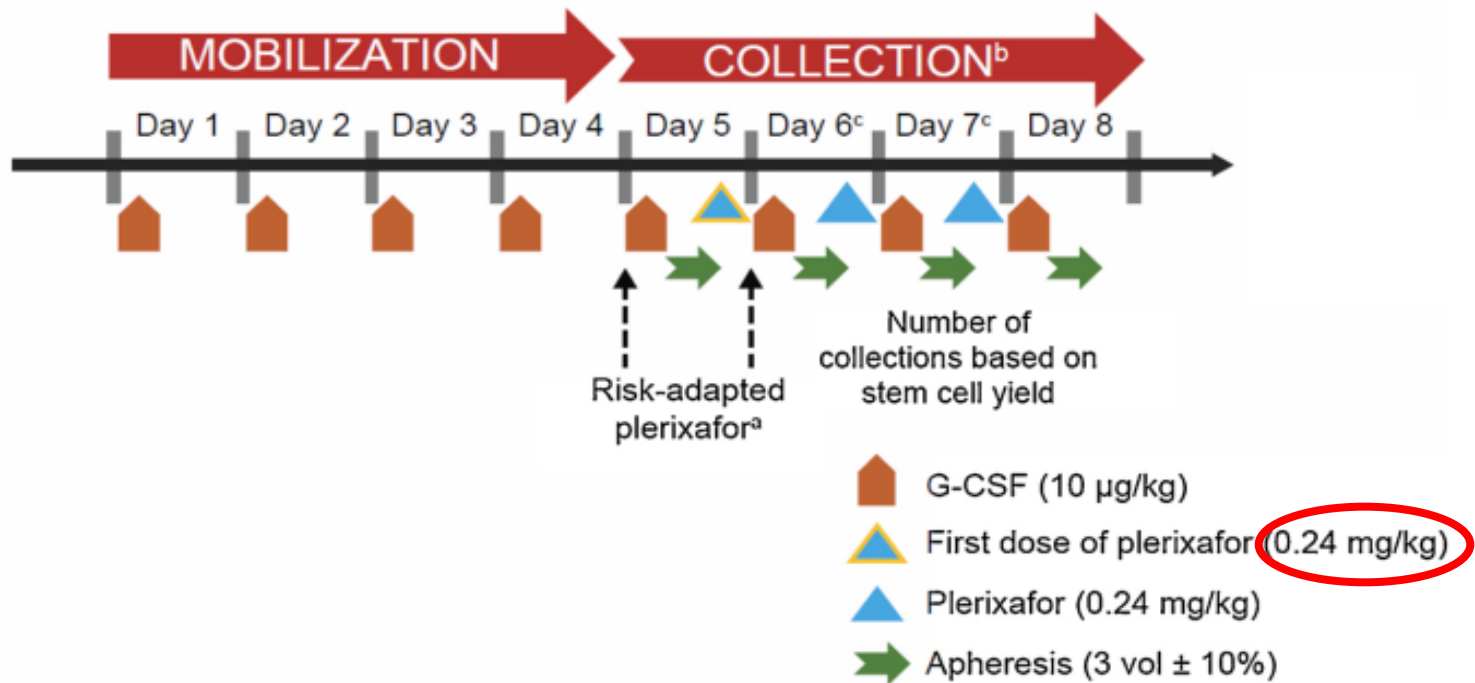 MOBILIZATION
COLLECTIONᵇ
Day 1 Day 2 Day 3 Day 4 Day 5 Day 6ᶜ Day 7ᶜ Day 8
Risk-adapted
plerixaforᵃ
Number of
collections based on
stem cell yield
G-CSF (10 µg/kg)
First dose of plerixafor (0.24 mg/kg)
Plerixafor (0.24 mg/kg)
Apheresis (3 vol ± 10%)